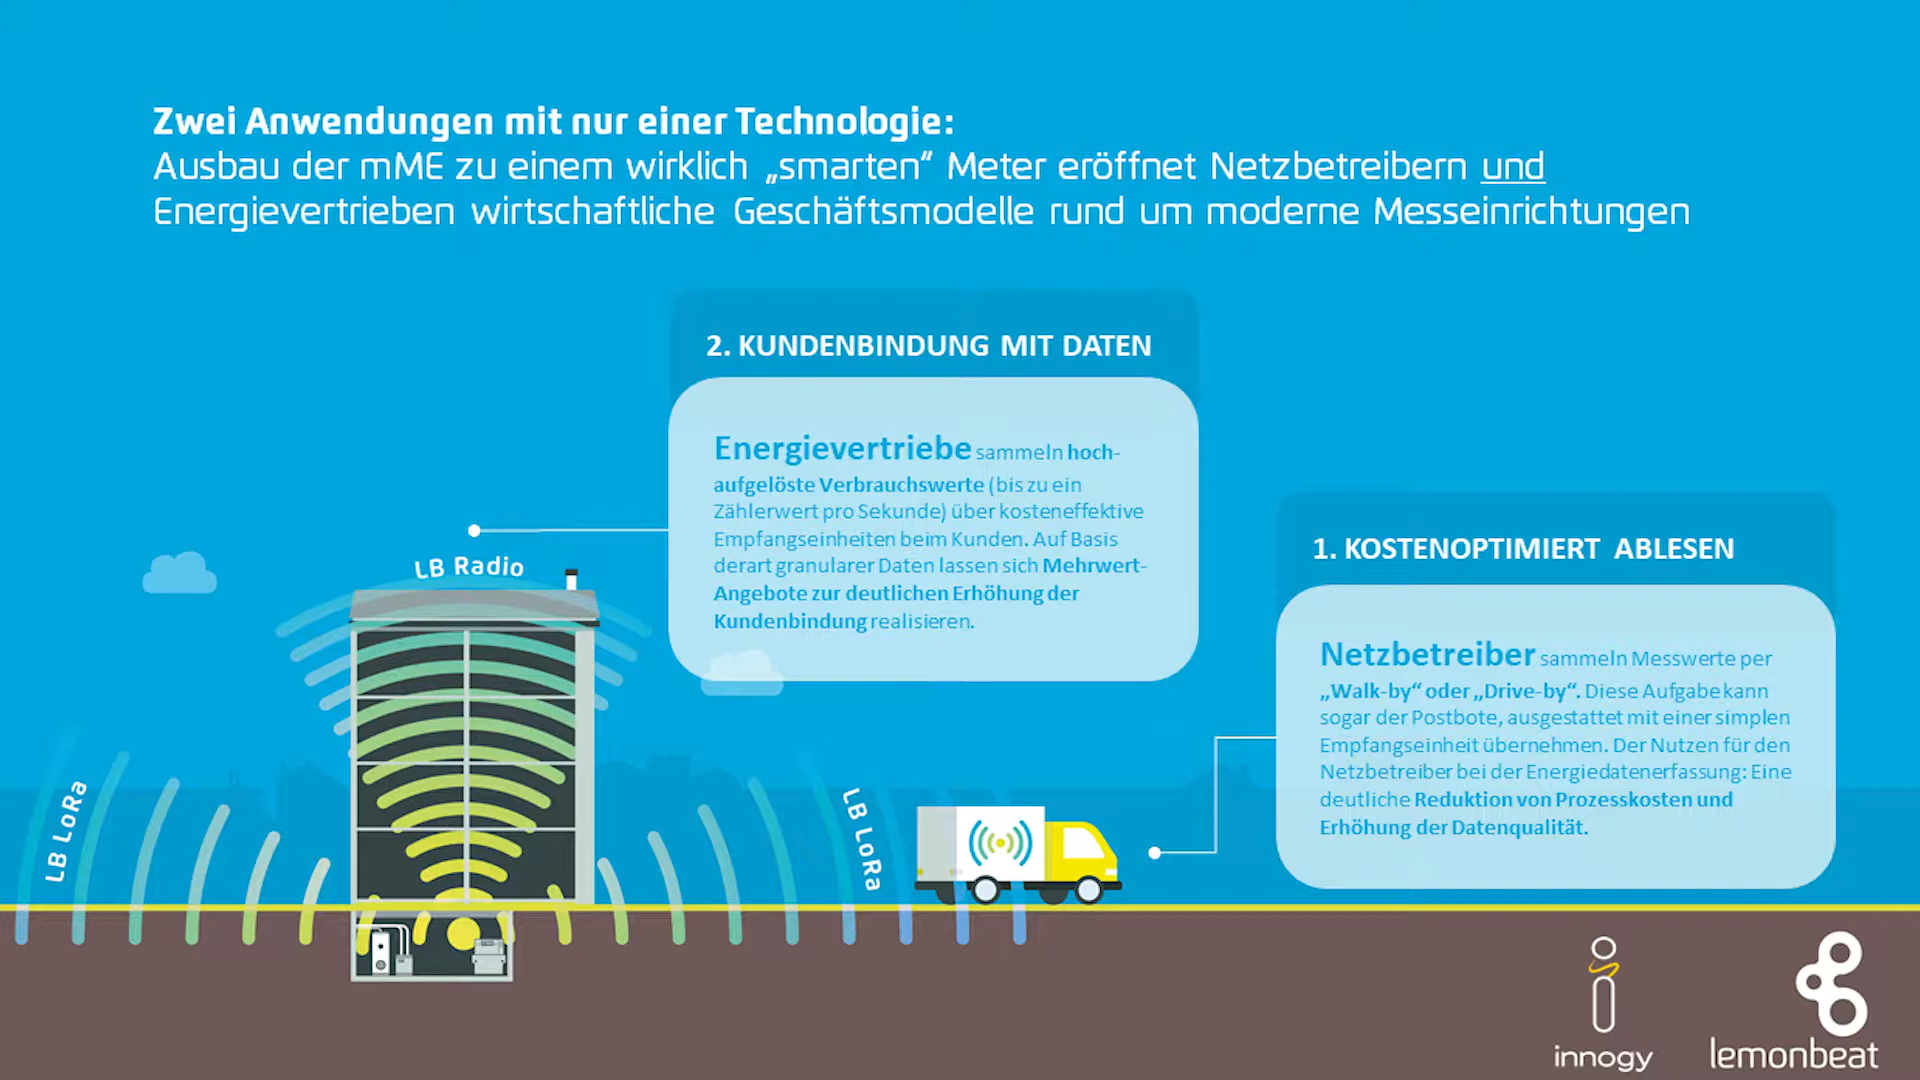 Zwei Anwendungen mit nur einer Technologie:
Ausbau der mME zu einem wirklich „smarten“ Meter eröffnet Netzbetreibern und
Energievertrieben wirtschaftliche Geschäftsmodelle rund um moderne Messeinrichtungen
2. KUNDENBINDUNG MIT DATEN
Energievertriebe sammeln hoch-
aufgelöste Verbrauchswerte (bis zu ein
Zählerwert pro Sekunde) über kosteneffektive
Empfangseinheiten beim Kunden. Auf Basis
derart granularer Daten lassen sich Mehrwert-
Angebote zur deutlichen Erhöhung der
Kundenbindung realisieren.
1. KOSTENOPTIMIERT ABLESEN
Netzbetreiber sammeln Messwerte per
„Walk-by“ oder „Drive-by“. Diese Aufgabe kann
sogar der Postbote, ausgestattet mit einer simplen
Empfangseinheit übernehmen. Der Nutzen für den
Netzbetreiber bei der Energiedatenerfassung: Eine
deutliche Reduktion von Prozesskosten und
Erhöhung der Datenqualität.
LB Radio
LB LoRa
LB LoRa
innogy
lemonbeat